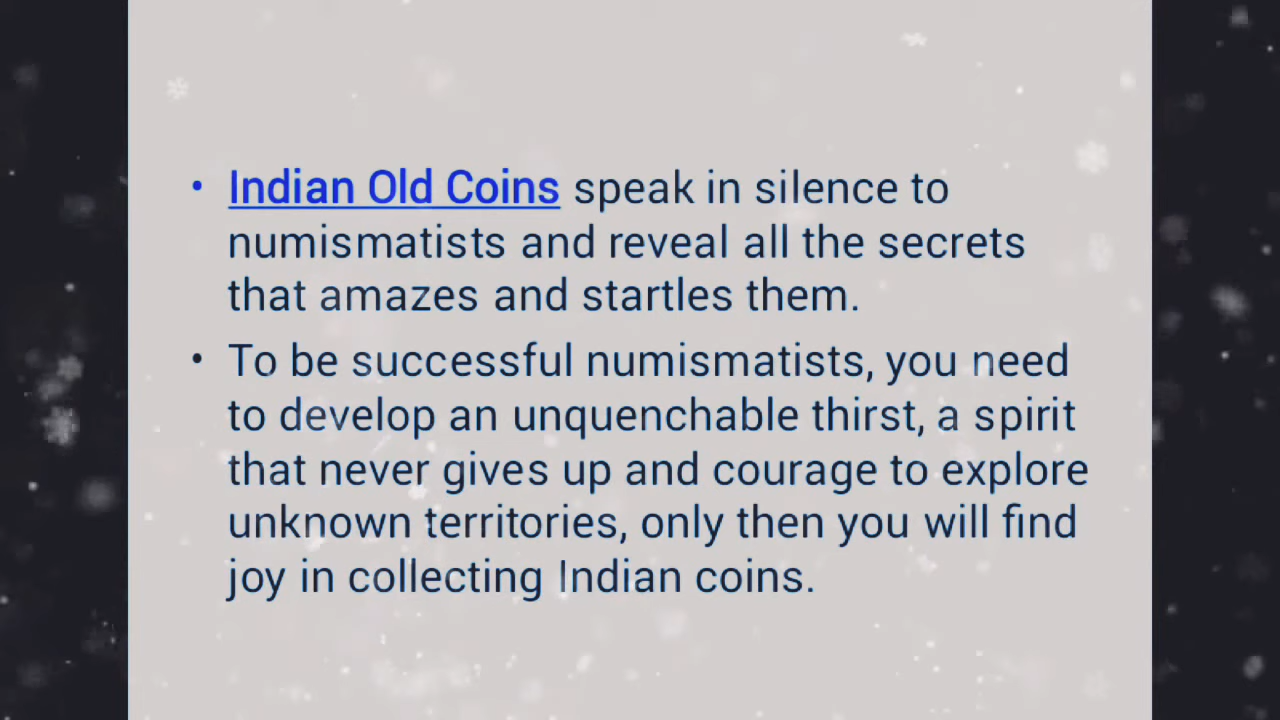 • Indian Old Coins speak in silence to
numismatists and reveal all the secrets
that amazes and startles them.
• To be successful numismatists, you need
to develop an unquenchable thirst, a spirit
that never gives up and courage to explore
unknown territories, only then you will find
joy in collecting Indian coins.